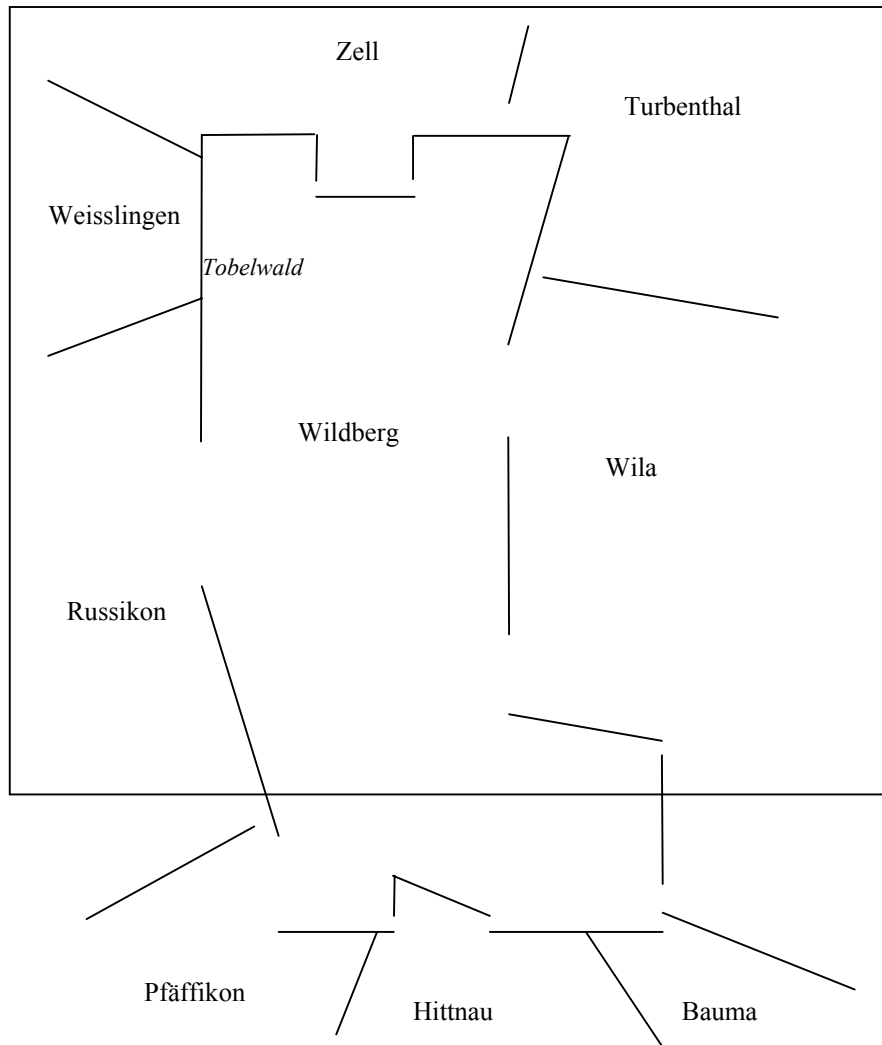 Zell
Turbenthal
Weisslingen
Tobelwald
Wildberg
Wila
Russikon
Pfäffikon
Hittnau
Bauma